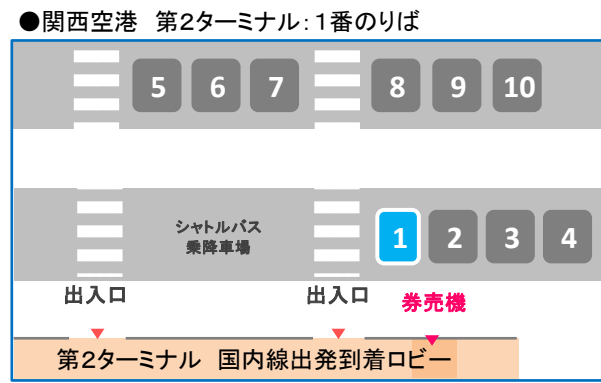 ●関西空港 第2ターミナル：１番のりば
5 6 7 8 9 10
シャトルバス
乗降車場
1 2 3 4
出入口 出入口 券売機
第2ターミナル 国内線出発到着ロビー